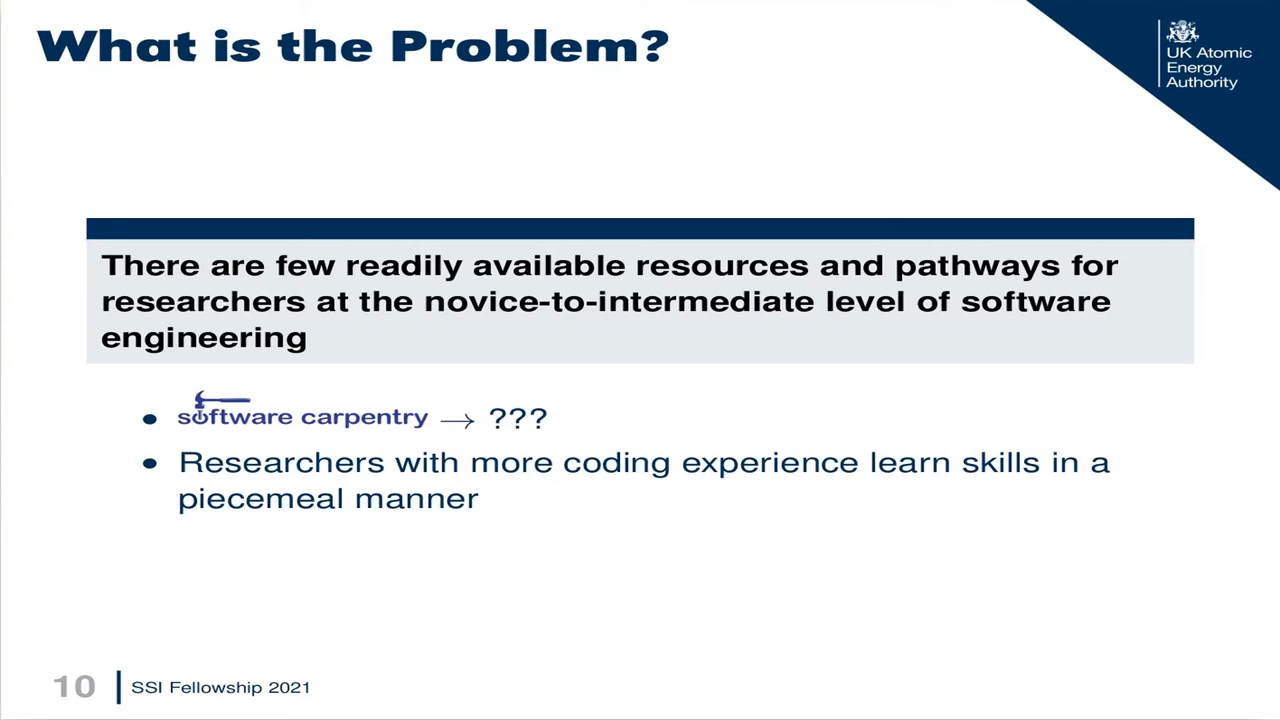 What is the Problem?
UK Atomic
Energy
Authority
There are few readily available resources and pathways for
researchers at the novice-to-intermediate level of software
engineering
• software carpentry → ???
• Researchers with more coding experience learn skills in a
piecemeal manner
10 SSI Fellowship 2021